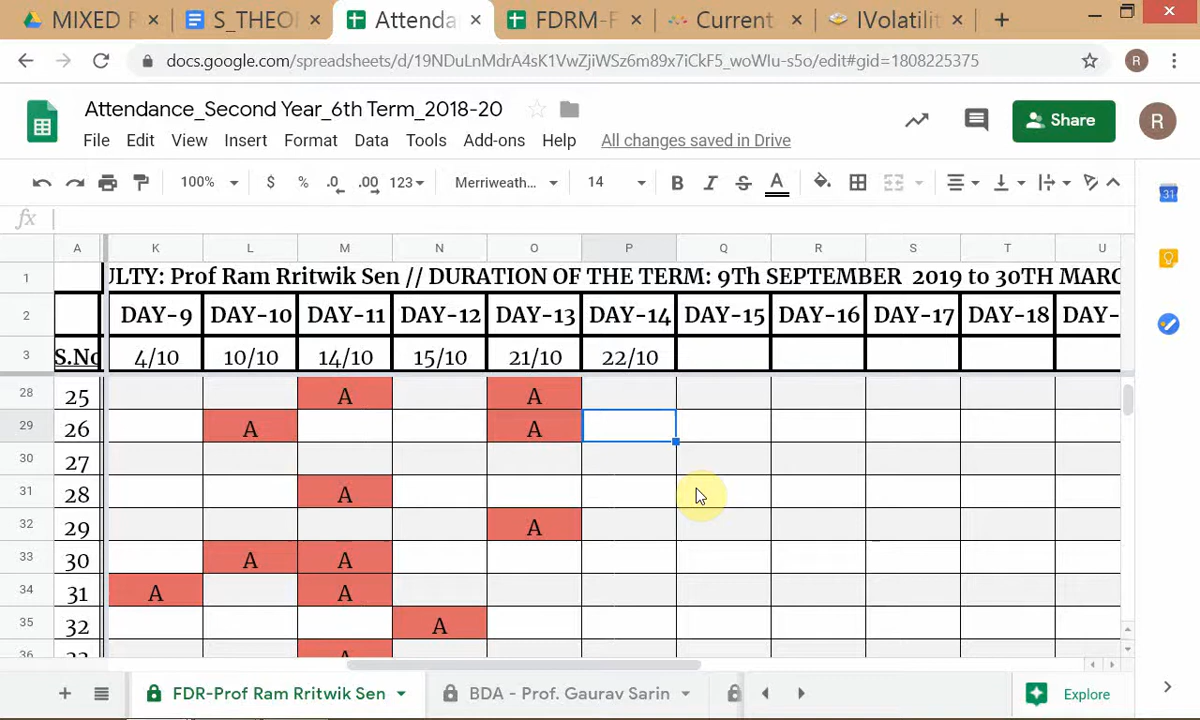 MIXED R × S_THEO × Attenda × FDRM-F × Current × IVolatilit × +
docs.google.com/spreadsheets/d/19NDuLnMdrA4sK1VwZjiWSz6m89x7iCkF5_woWIu-s5o/edit#gid=1808225375 R
Attendance_Second Year_6th Term_2018-20
Share R
File Edit View Insert Format Data Tools Add-ons Help All changes saved in Drive
100% $ % .0 .00 123 Merriweath... 14 B I S A
31
fx
A K L M N O P Q R S T U
1 ULTY: Prof Ram Rritwik Sen // DURATION OF THE TERM: 9Th SEPTEMBER 2019 to 30TH MARC
2 DAY-9 DAY-10 DAY-11 DAY-12 DAY-13 DAY-14 DAY-15 DAY-16 DAY-17 DAY-18 DAY-
3 S.No 4/10 10/10 14/10 15/10 21/10 22/10
28 25 A A
29 26 A A
30 27
31 28 A
32 29 A
33 30 A A
34 31 A A
35 32 A
36 33 A
+ FDR-Prof Ram Rritwik Sen BDA - Prof. Gaurav Sarin Explore